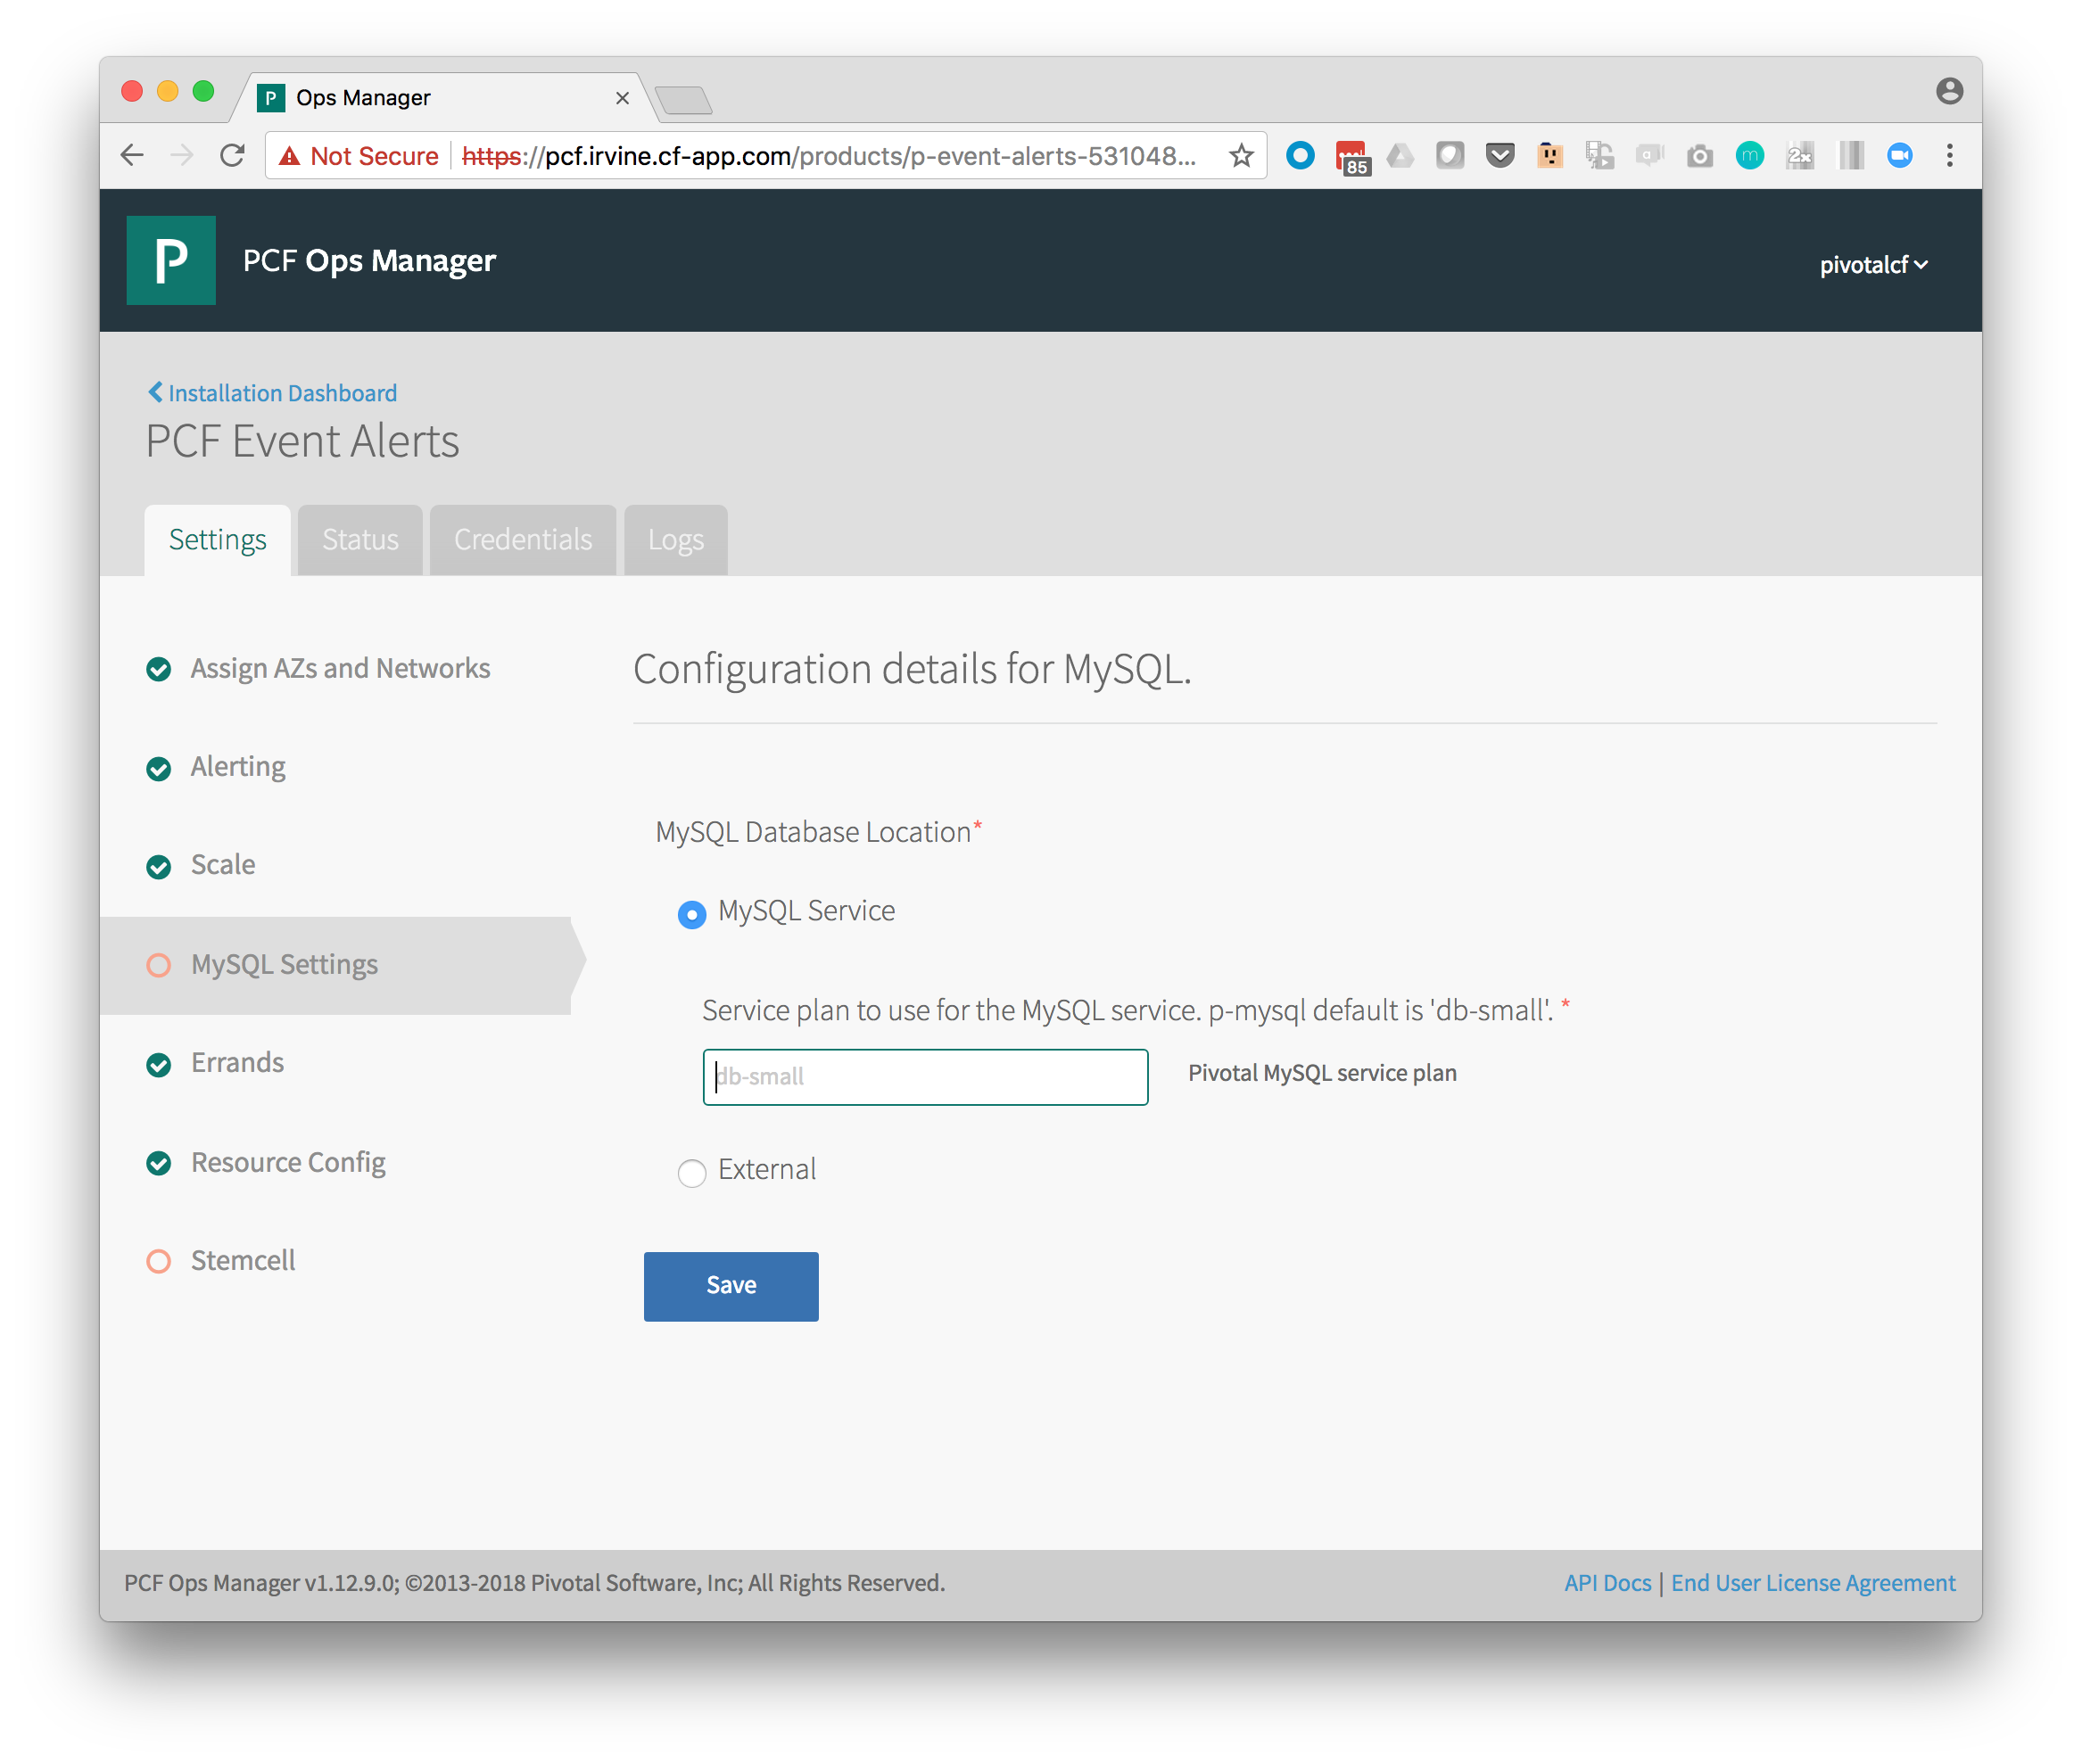 P Ops Manager
Not Secure https://pcf.irvine.cf-app.com/products/p-event-alerts-531048... 85 a m 2x
P PCF Ops Manager pivotalcf
Installation Dashboard
PCF Event Alerts
Settings Status Credentials Logs
Assign AZs and Networks
Alerting
Scale
MySQL Settings
Errands
Resource Config
Stemcell
Configuration details for MySQL.
MySQL Database Location*
MySQL Service
Service plan to use for the MySQL service. p-mysql default is 'db-small'. *
db-small
Pivotal MySQL service plan
External
Save
PCF Ops Manager v1.12.9.0; ©2013-2018 Pivotal Software, Inc; All Rights Reserved.
API Docs | End User License Agreement